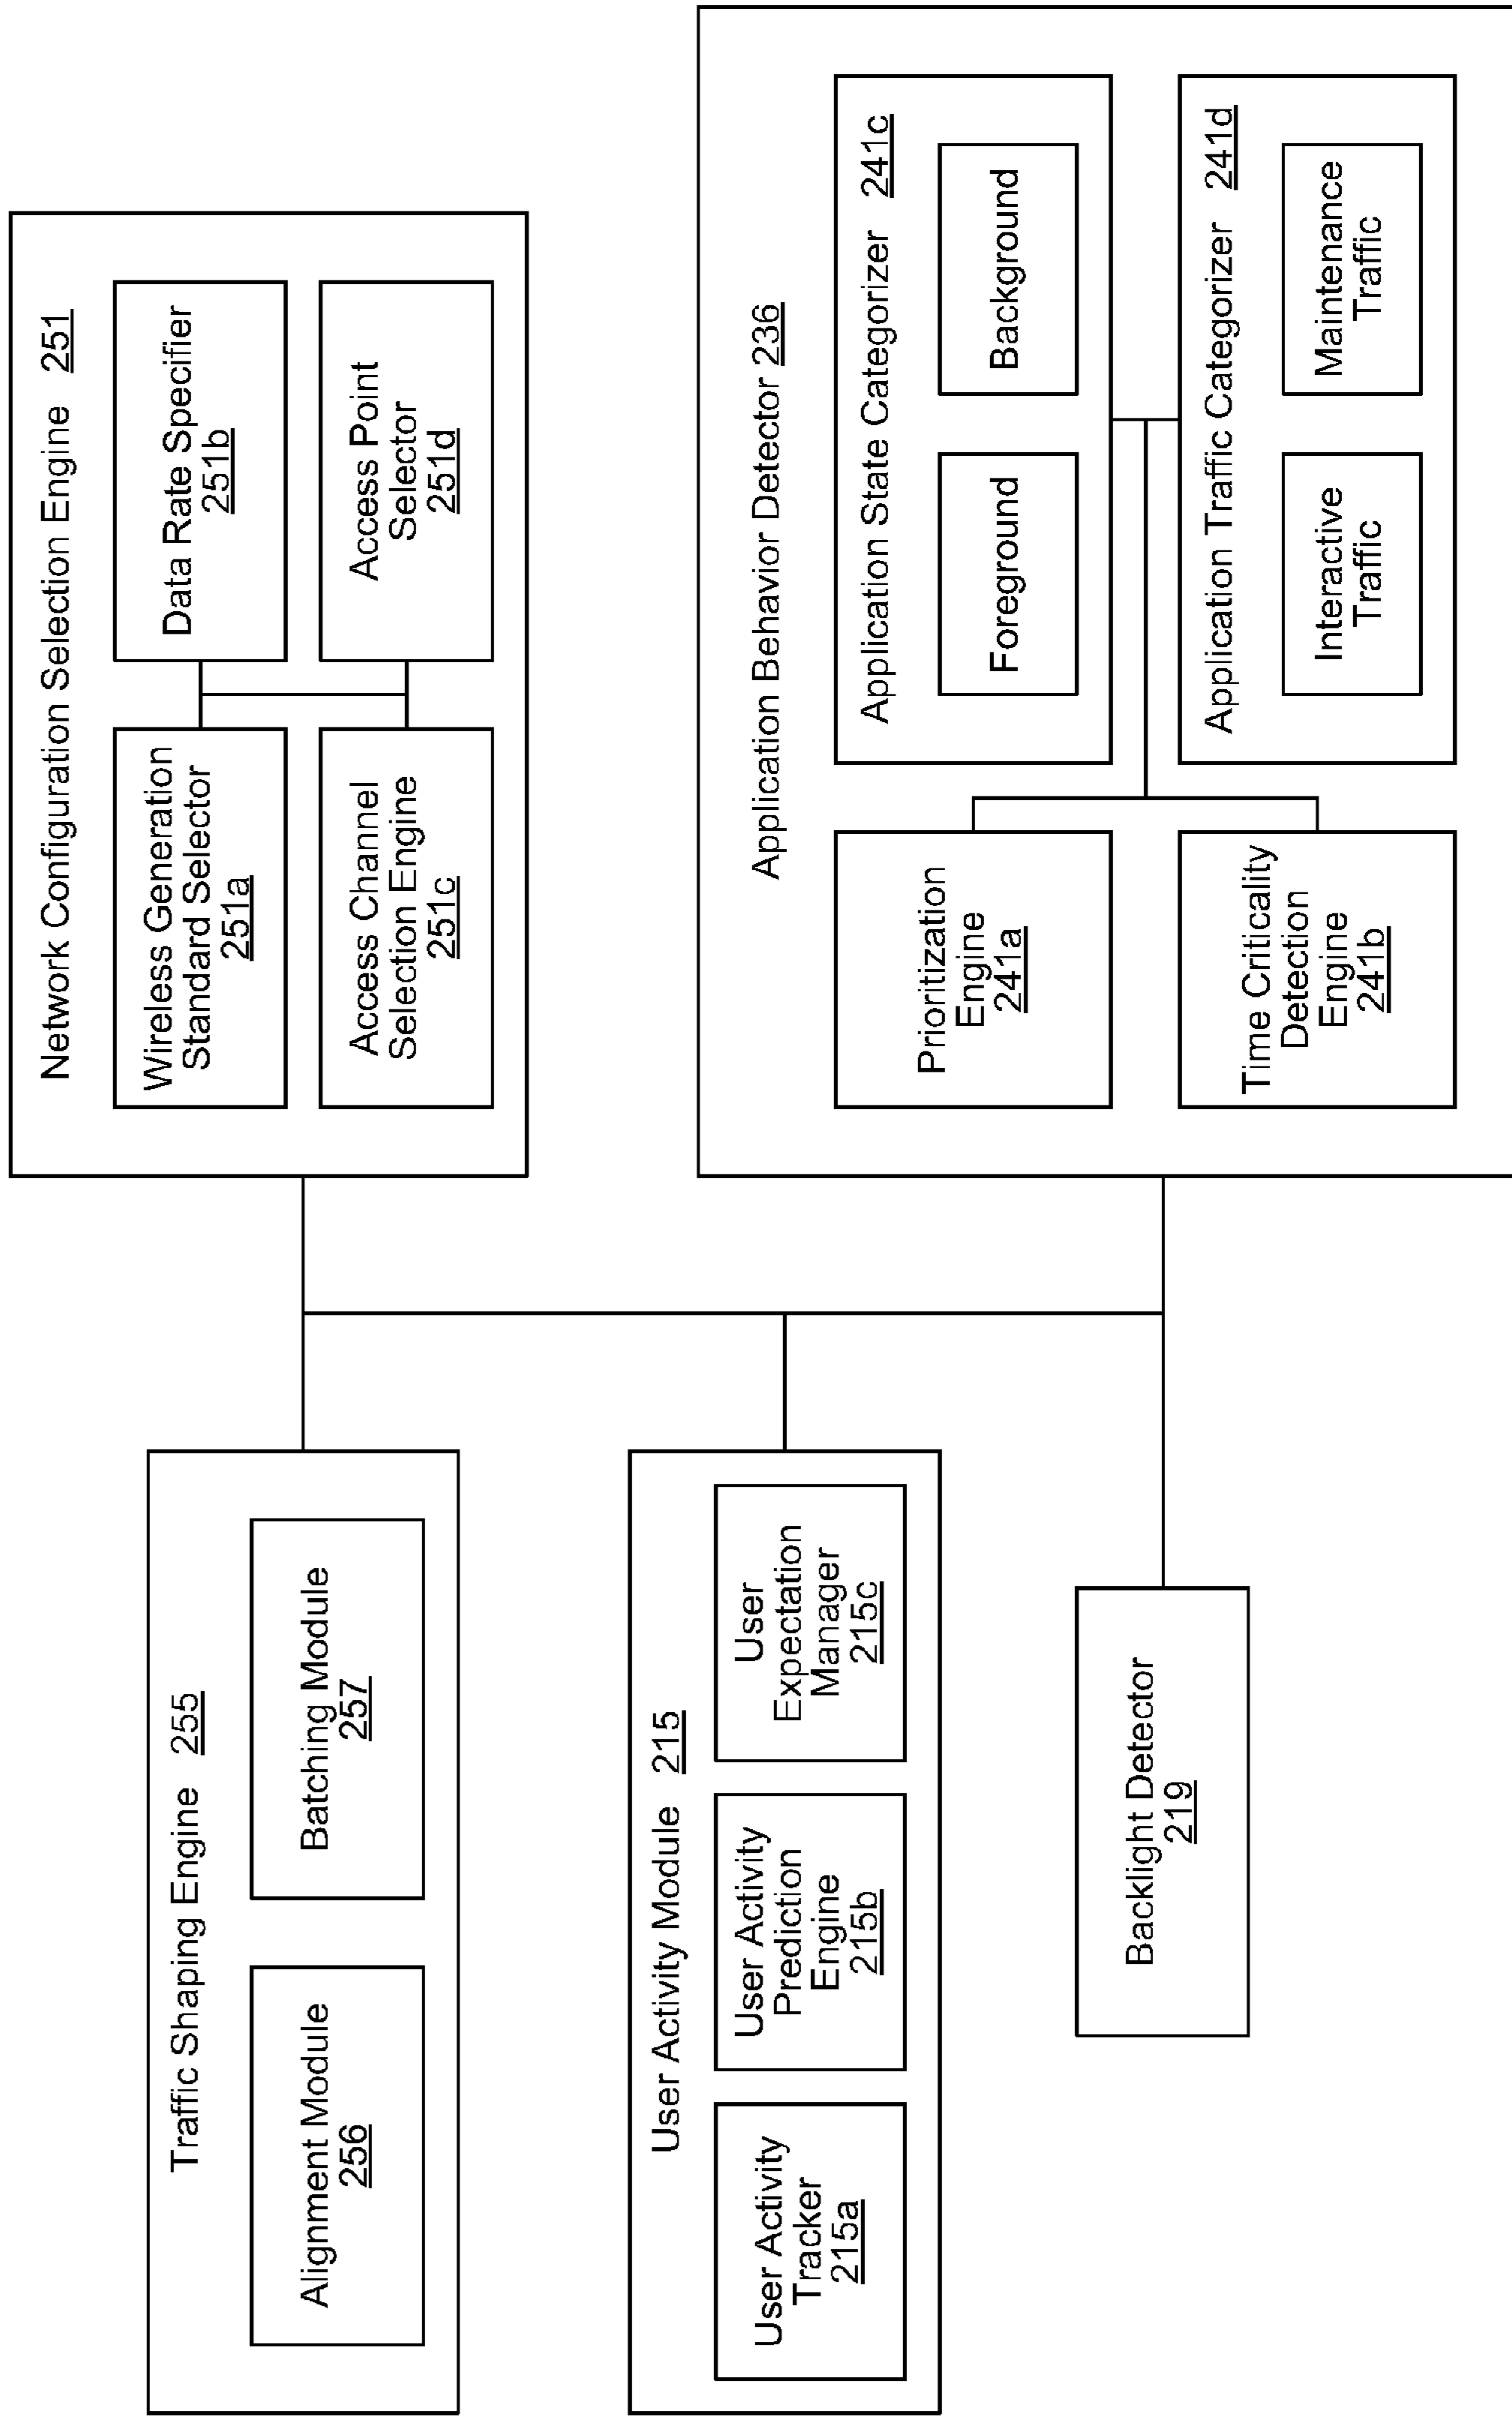 Traffic Shaping Engine 255
Alignment Module
256
Batching Module
257
User Activity Module 215
User Activity
Tracker
215a
User Activity
Prediction
Engine
215b
User
Expectation
Manager
215c
Backlight Detector
219
Network Configuration Selection Engine 251
Wireless Generation
Standard Selector
251a
Data Rate Specifier
251b
Access Channel
Selection Engine
251c
Access Point
Selector
251d
Application Behavior Detector 236
Prioritization
Engine
241a
Application State Categorizer 241c
Foreground
Background
Time Criticality
Detection
Engine
241b
Application Traffic Categorizer 241d
Interactive
Traffic
Maintenance
Traffic